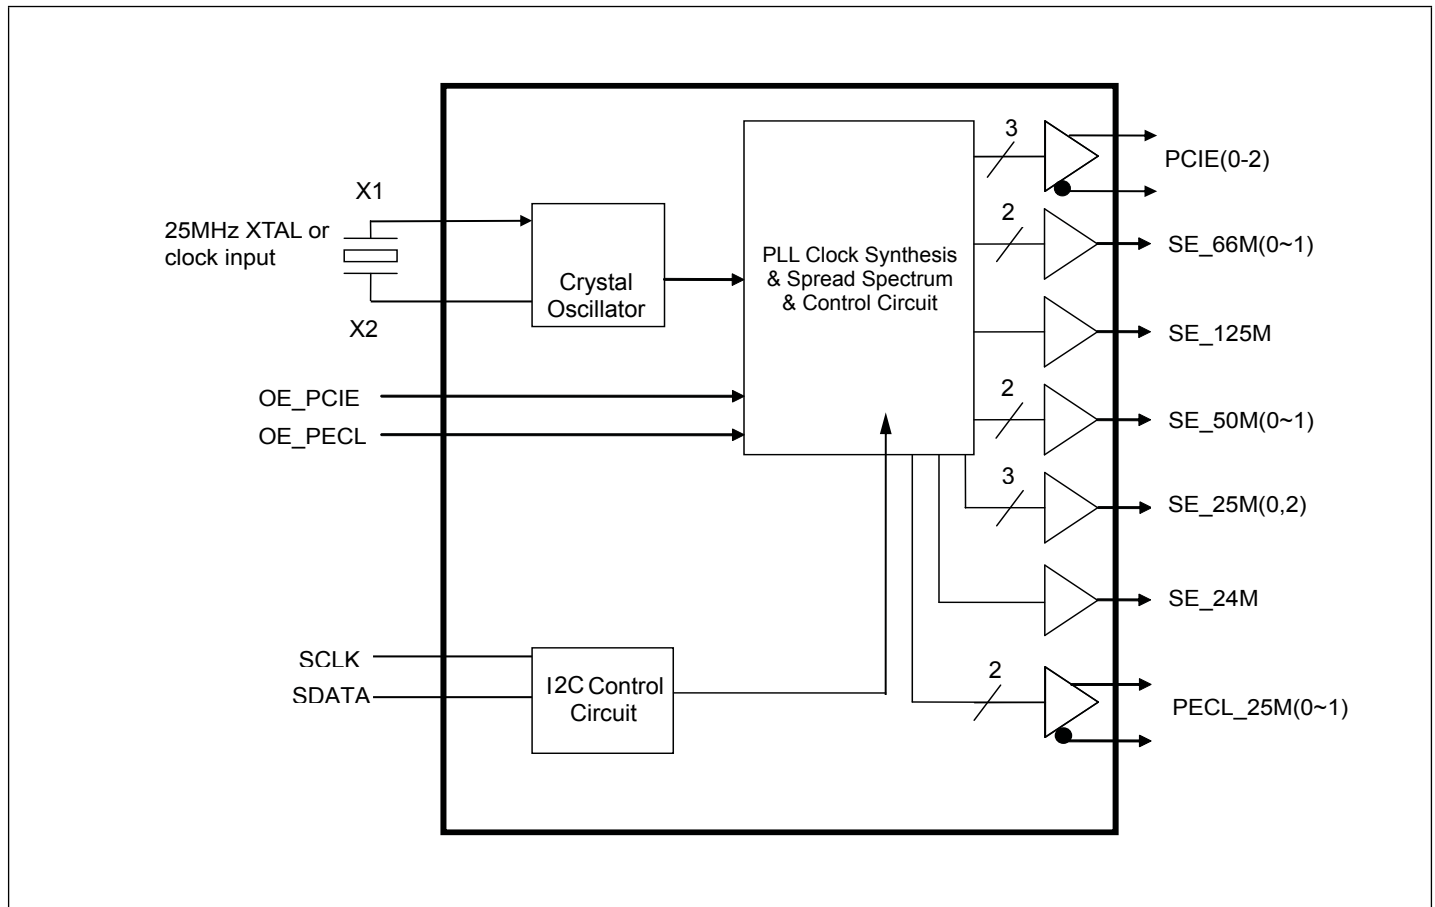 X1
25MHz XTAL or
clock input
X2
Crystal
Oscillator
OE_PCIE
OE_PECL
SCLK
SDATA
I2C Control
Circuit
PLL Clock Synthesis
& Spread Spectrum
& Control Circuit
3
PCIE(0-2)
2
SE_66M(0~1)
SE_125M
2
SE_50M(0~1)
3
SE_25M(0,2)
SE_24M
2
PECL_25M(0~1)